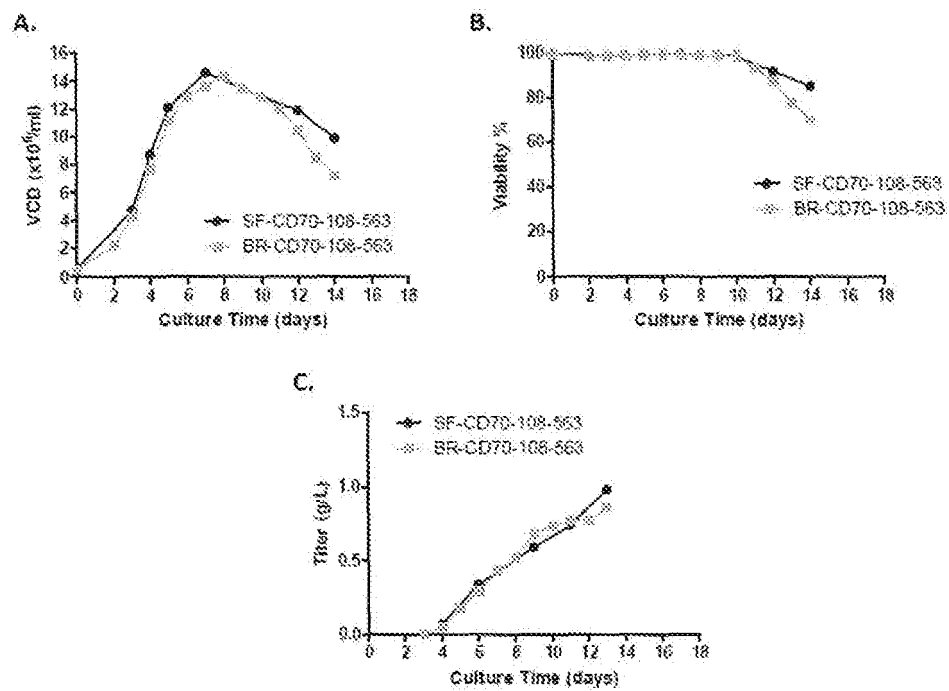 A.
VCD (x10⁶/ml)
16
14
12
10
8
6
4
2
0
SF-CD70-108-563
BR-CD70-108-563
0 2 4 6 8 10 12 14 16 18
Culture Time (days)
B.
Viability %
100
80
60
40
20
0
SF-CD70-108-563
BR-CD70-108-563
0 2 4 6 8 10 12 14 16 18
Culture Time (days)
C.
Titer (g/L)
1.5
1.0
0.5
0.0
SF-CD70-108-563
BR-CD70-108-563
0 2 4 6 8 10 12 14 16 18
Culture Time (days)